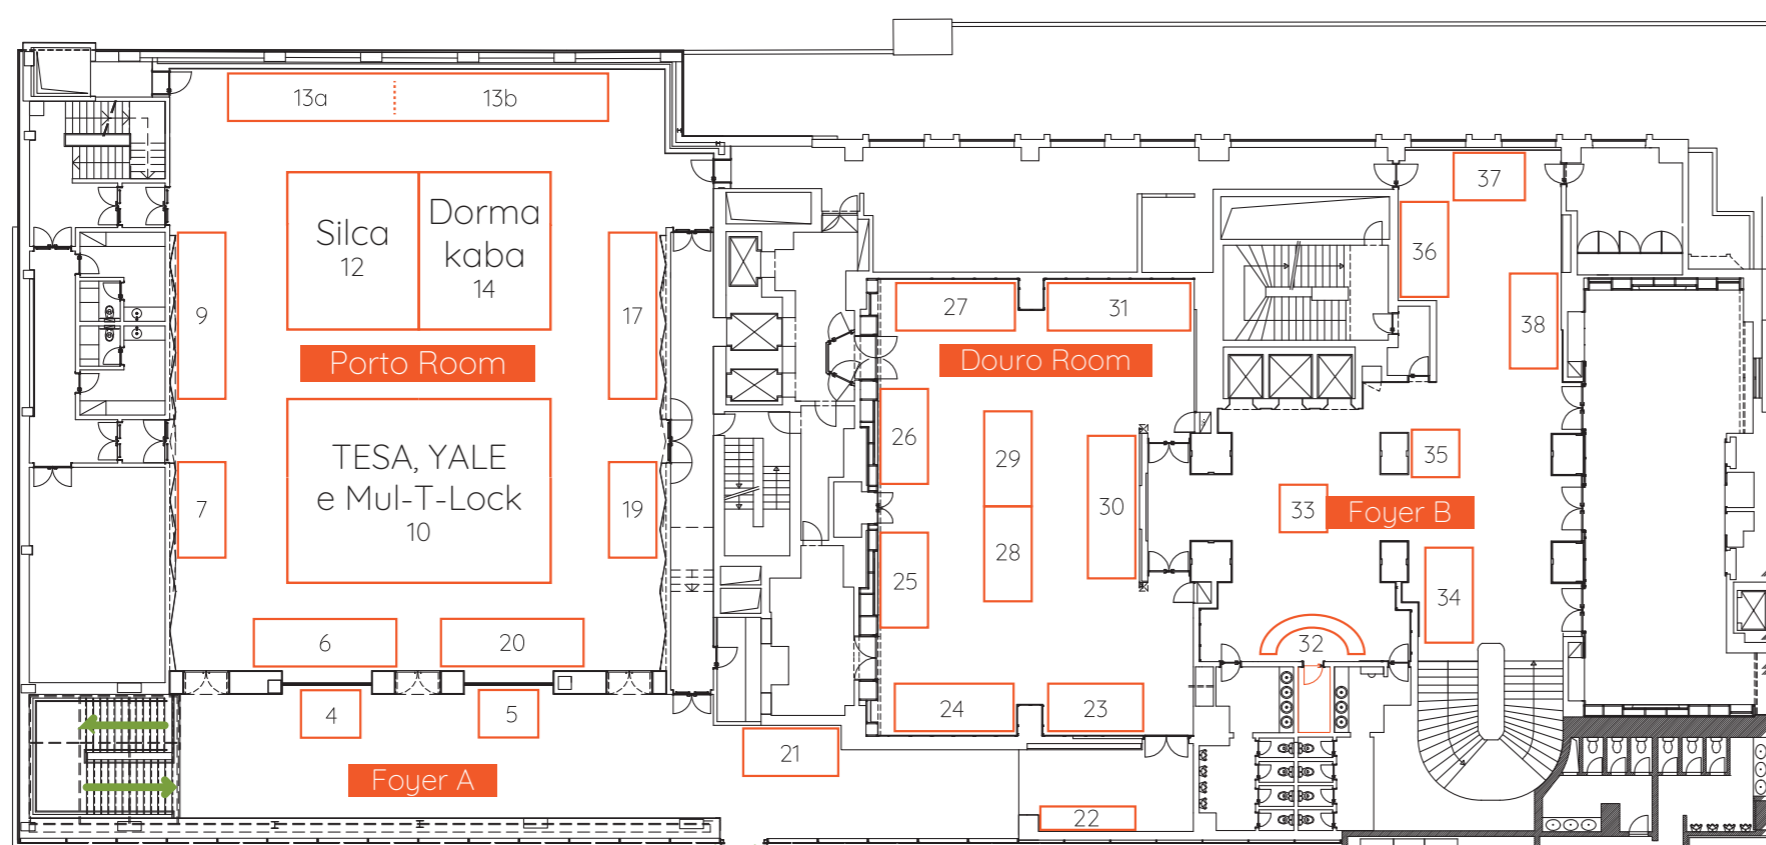 13a
13b
37
Silca
12
Dorma
kaba
14
36
9
17
27
31
38
Porto Room
Douro Room
26
29
30
35
TESA, YALE
e Mul-T-Lock
10
7
19
33
Foyer B
25
28
34
6
20
32
4
5
24
23
21
Foyer A
22